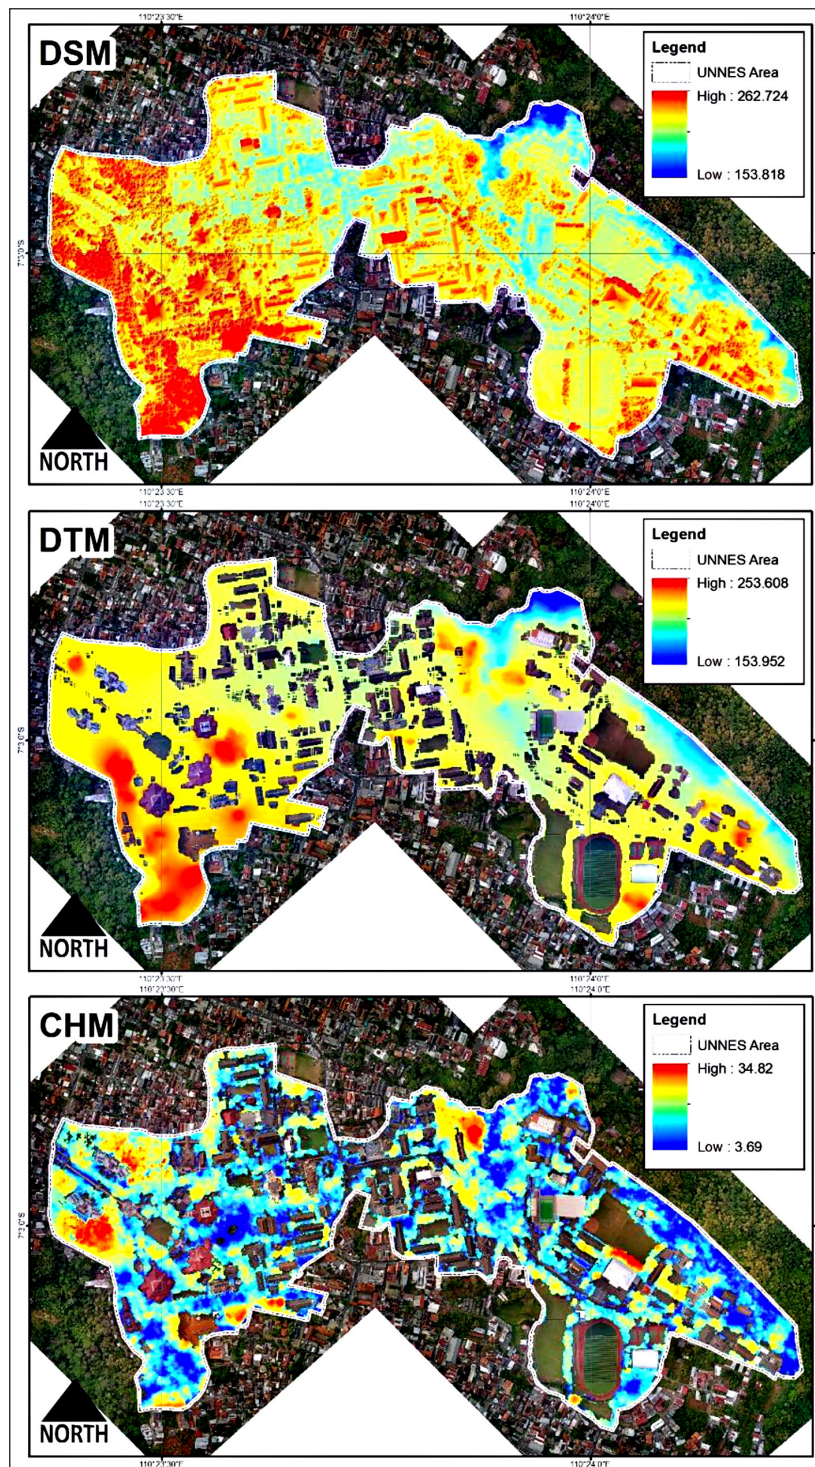 110°23'30"E
110°24'0"E
DSM
Legend
UNNES Area
High : 262.724
Low : 153.818
7°3'0"S
NORTH
110°23'30"E
110°24'0"E
110°23'30"E
110°24'0"E
DTM
Legend
UNNES Area
High : 253.608
Low : 153.952
7°3'0"S
NORTH
110°23'30"E
110°24'0"E
110°23'30"E
110°24'0"E
CHM
Legend
UNNES Area
High : 34.82
Low : 3.69
7°3'0"S
NORTH
110°23'30"E
110°24'0"E